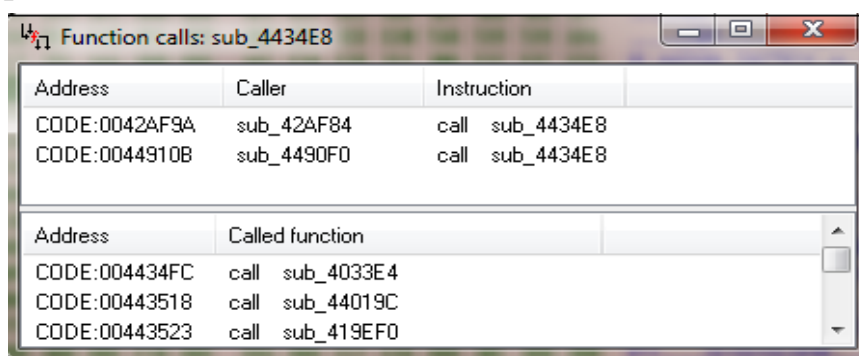 Function calls: sub_4434E8
Address Caller Instruction
CODE:0042AF9A sub_42AF84 call sub_4434E8
CODE:0044910B sub_4490F0 call sub_4434E8
Address Called function
CODE:004434FC call sub_4033E4
CODE:00443518 call sub_44019C
CODE:00443523 call sub_419EF0